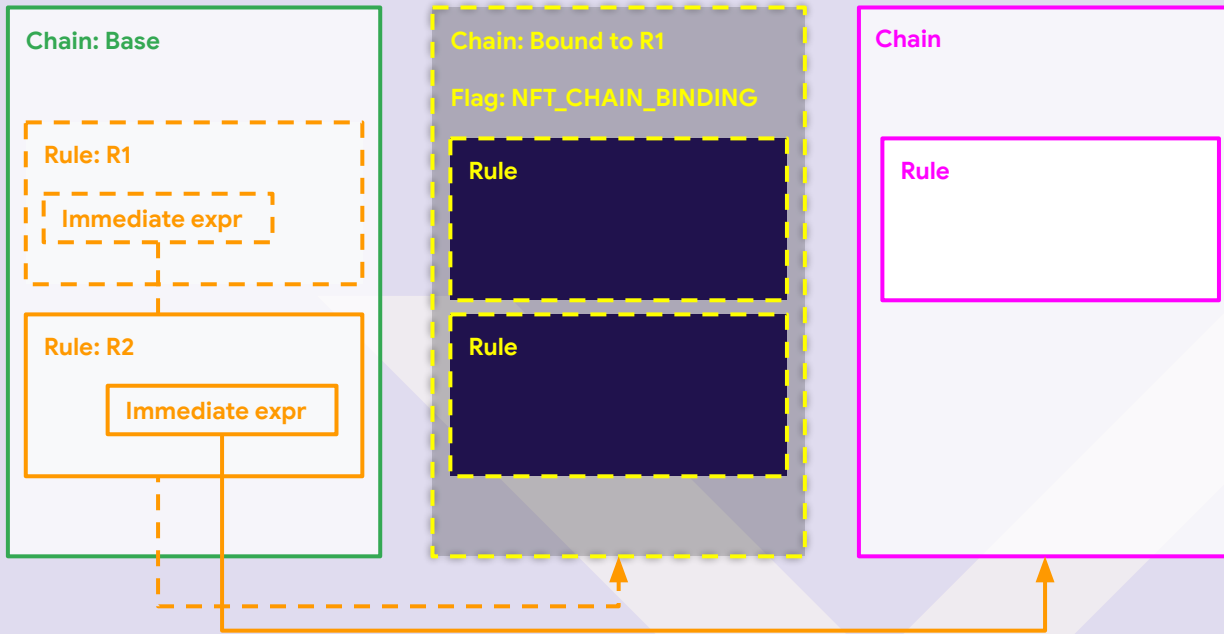 Chain: Base
Rule: R1
Immediate expr
Rule: R2
Immediate expr
Chain: Bound to R1
Flag: NFT_CHAIN_BINDING
Rule
Rule
Chain
Rule